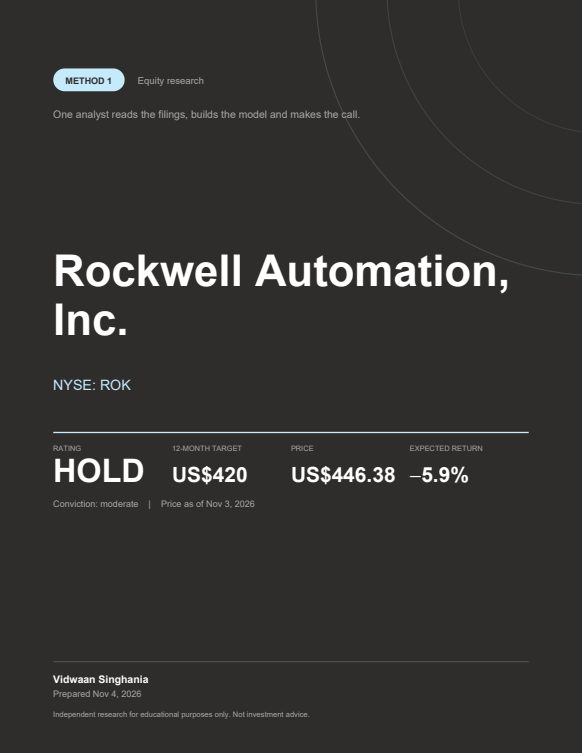 METHOD 1 Equity research
One analyst reads the filings, builds the model and makes the call.
Rockwell Automation,
Inc.
NYSE: ROK
RATING 12-MONTH TARGET PRICE EXPECTED RETURN
HOLD US$420 US$446.38 –5.9%
Conviction: moderate | Price as of Nov 3, 2026
Vidwaan Singhania
Prepared Nov 4, 2026
Independent research for educational purposes only. Not investment advice.